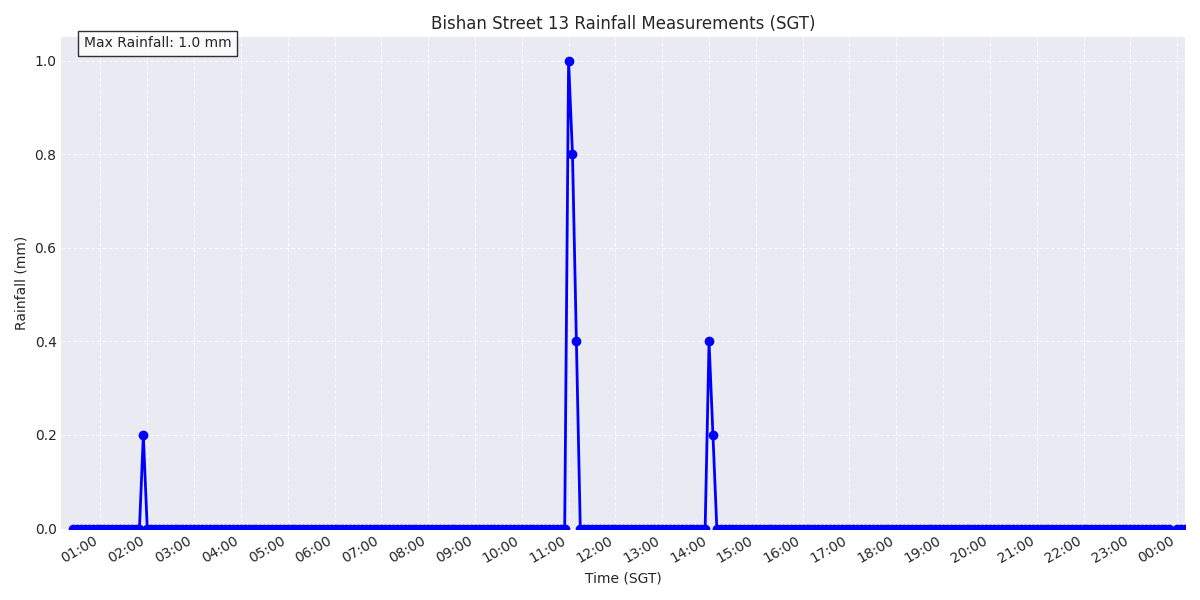 Bishan Street 13 Rainfall Measurements (SGT)
Max Rainfall: 1.0 mm
1.0
0.8
0.6
0.4
0.2
0.0
Rainfall (mm)
01:00 02:00 03:00 04:00 05:00 06:00 07:00 08:00 09:00 10:00 11:00 12:00 13:00 14:00 15:00 16:00 17:00 18:00 19:00 20:00 21:00 22:00 23:00 00:00
Time (SGT)